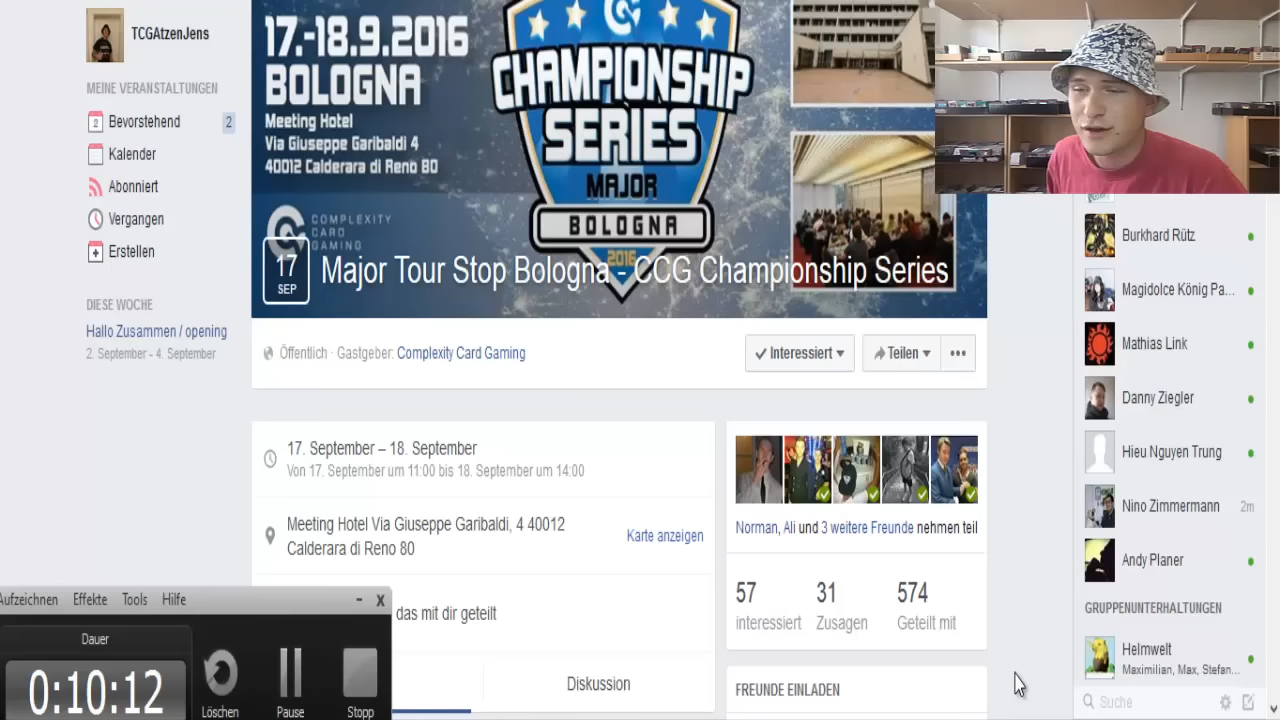 TCGAtzenJens
MEINE VERANSTALTUNGEN
2 Bevorstehend 2
Kalender
Abonniert
Vergangen
Erstellen
DIESE WOCHE
Hallo Zusammen / opening
2. September - 4. September
17.-18.9.2016
BOLOGNA
Meeting Hotel
Via Giuseppe Garibaldi 4
40012 Calderara di Reno 80
COMPLEXITY
CARD
GAMING
CHAMPIONSHIP
SERIES
MAJOR
BOLOGNA
2016
17
SEP
Major Tour Stop Bologna - CCG Championship Series
Öffentlich · Gastgeber: Complexity Card Gaming
Interessiert
Teilen
17. September – 18. September
Von 17. September um 11:00 bis 18. September um 14:00
Meeting Hotel Via Giuseppe Garibaldi, 4 40012
Calderara di Reno 80
Karte anzeigen
das mit dir geteilt
Diskussion
Norman, Ali und 3 weitere Freunde nehmen teil
57
interessiert
31
Zusagen
574
Geteilt mit
FREUNDE EINLADEN
Burkhard Rütz
Magidolce König Pa...
Mathias Link
Danny Ziegler
Hieu Nguyen Trung
Nino Zimmermann 2m
Andy Planer
GRUPPENUNTERHALTUNGEN
Helmwelt
Maximilian, Max, Stefan...
Suche
Aufzeichnen Effekte Tools Hilfe
Dauer
0:10:12
Löschen
Pause
Stopp